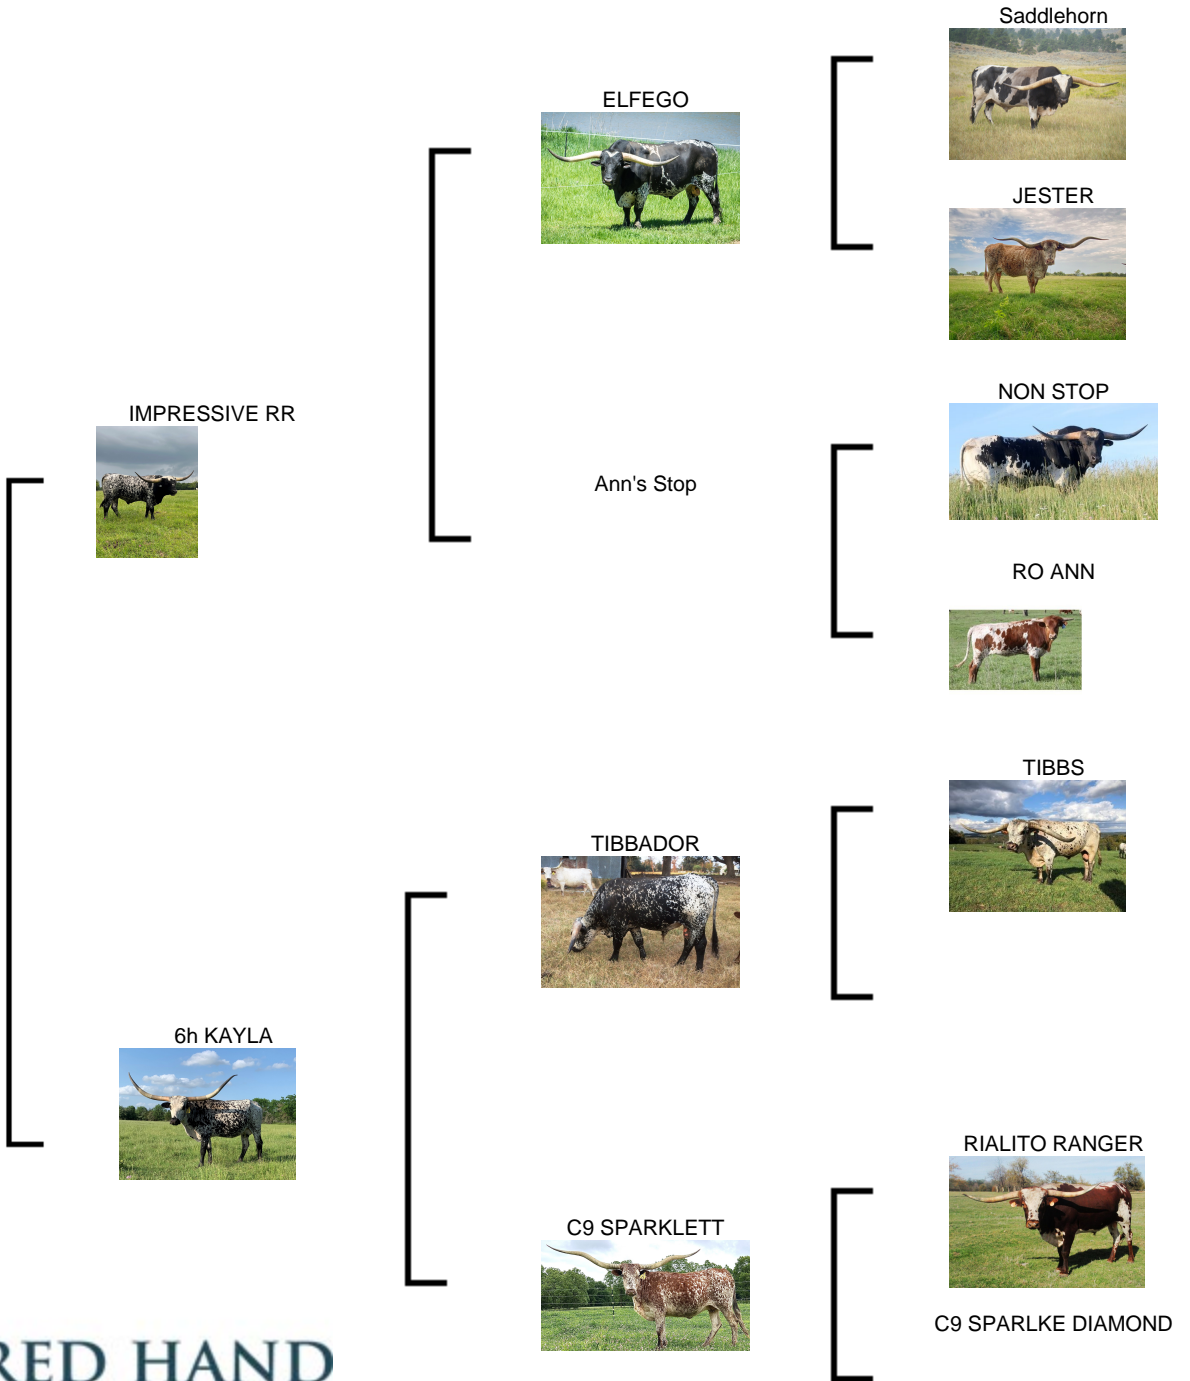 Saddlehorn
ELFEGO
JESTER
NON STOP
IMPRESSIVE RR
Ann's Stop
RO ANN
TIBBS
TIBBADOR
6h KAYLA
RIALITO RANGER
C9 SPARKLETT
C9 SPARLKE DIAMOND
RED HAND